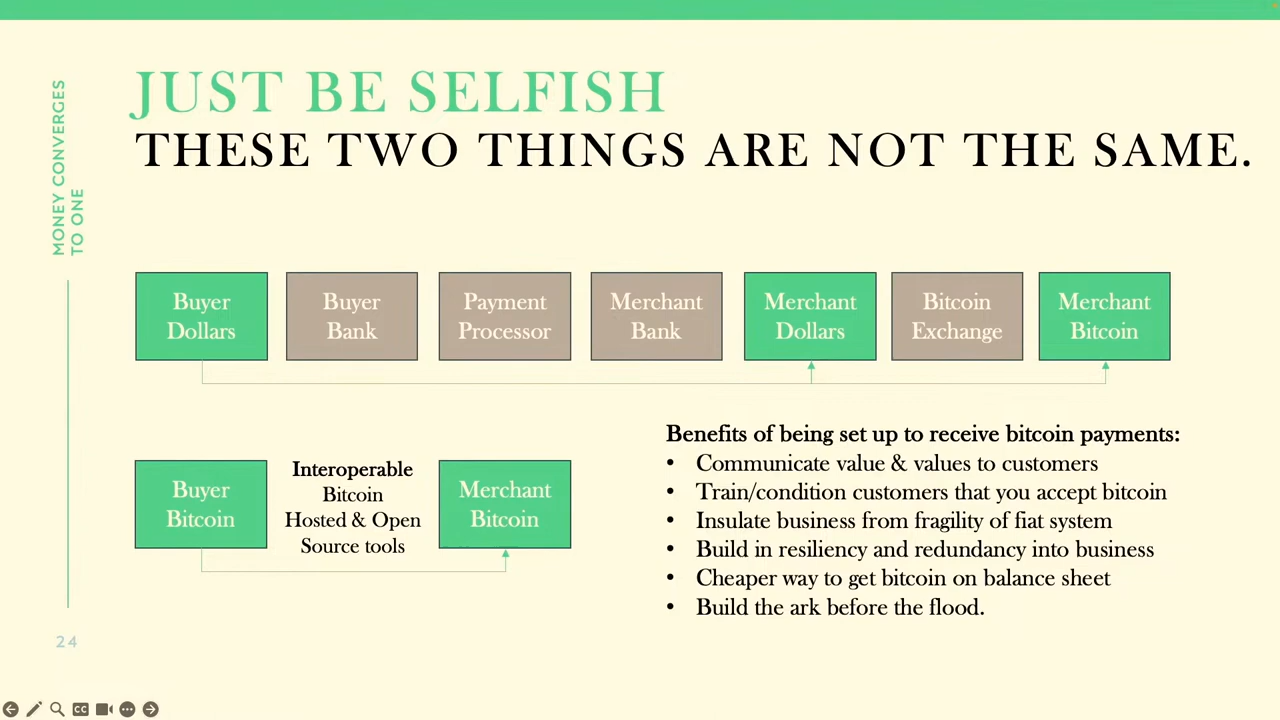 JUST BE SELFISH
THESE TWO THINGS ARE NOT THE SAME.
MONEY CONVERGES
TO ONE
Buyer
Dollars
Buyer
Bank
Payment
Processor
Merchant
Bank
Merchant
Dollars
Bitcoin
Exchange
Merchant
Bitcoin
Buyer
Bitcoin
Interoperable
Bitcoin
Hosted & Open
Source tools
Merchant
Bitcoin
Benefits of being set up to receive bitcoin payments:
• Communicate value & values to customers
• Train/condition customers that you accept bitcoin
• Insulate business from fragility of fiat system
• Build in resiliency and redundancy into business
• Cheaper way to get bitcoin on balance sheet
• Build the ark before the flood.
24
CC